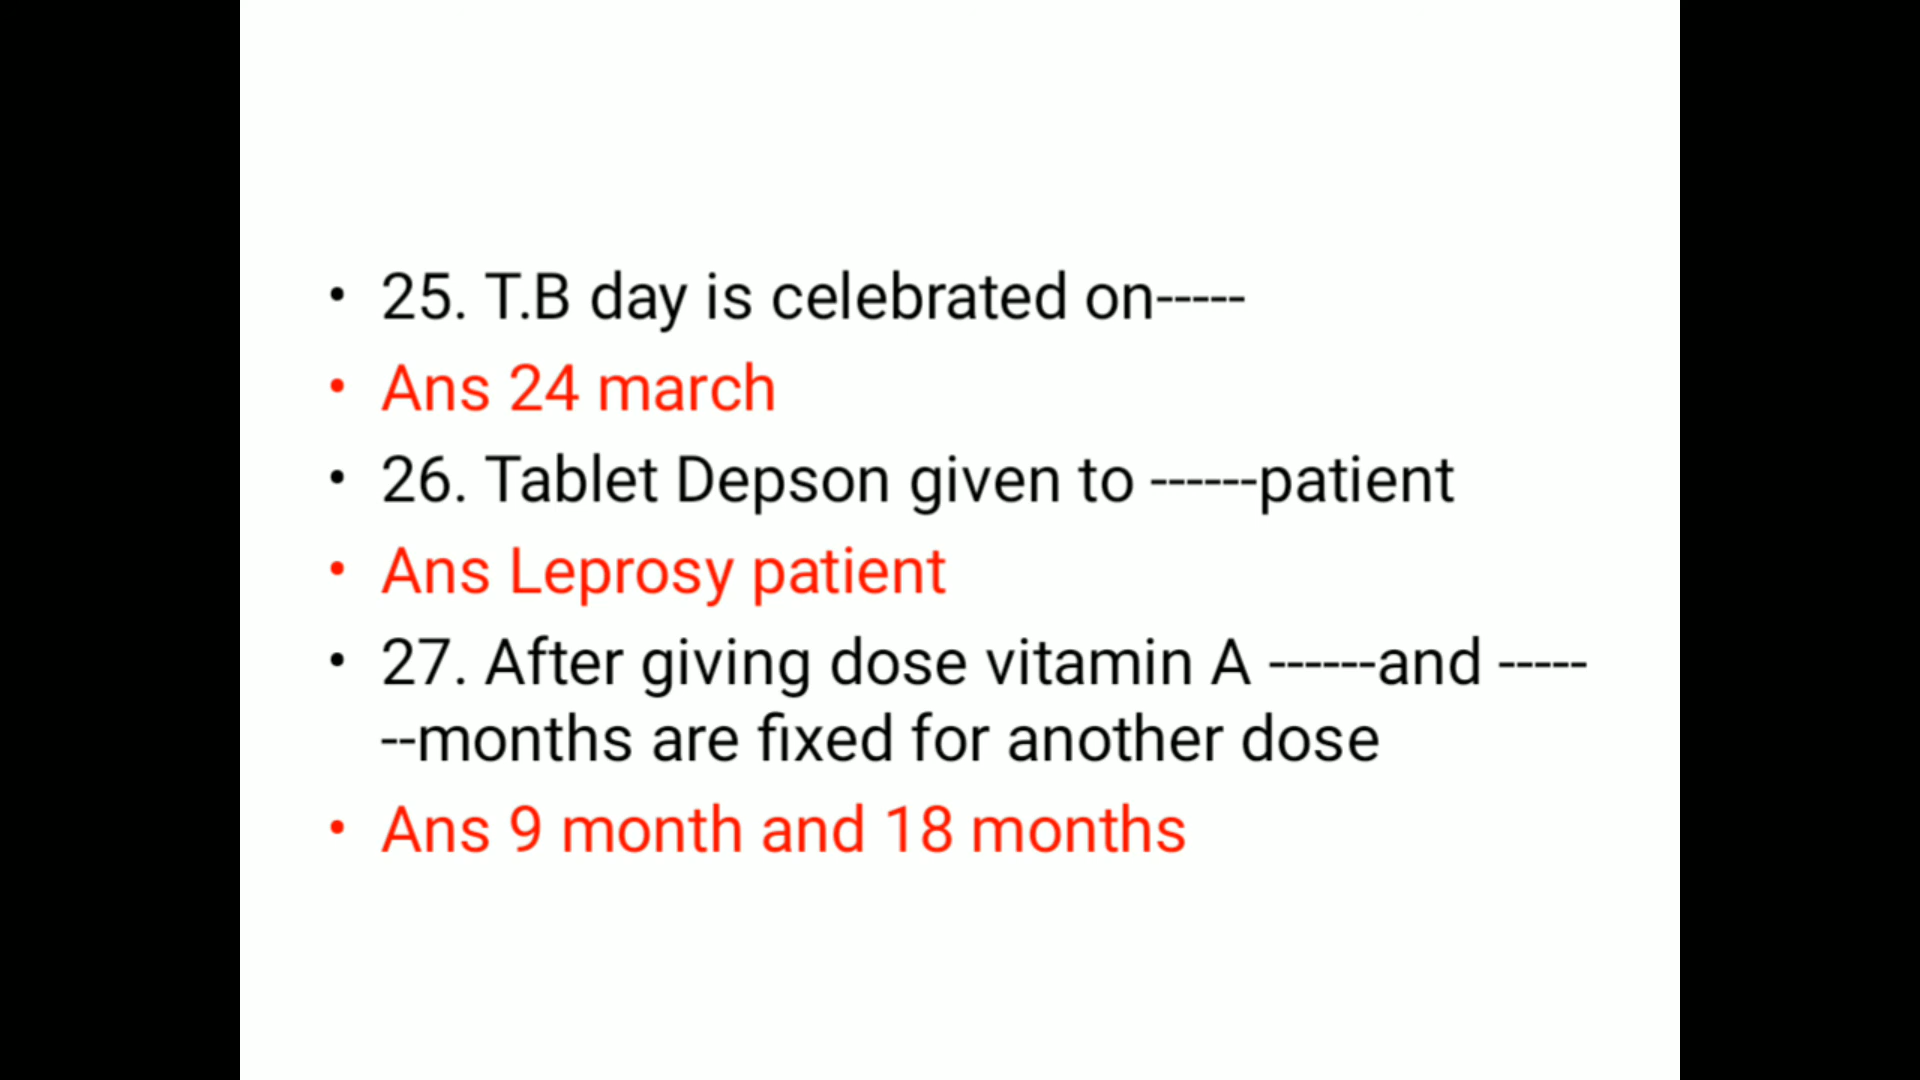 • 25. T.B day is celebrated on-----
• Ans 24 march
• 26. Tablet Depson given to ------patient
• Ans Leprosy patient
• 27. After giving dose vitamin A ------and -----
--months are fixed for another dose
• Ans 9 month and 18 months